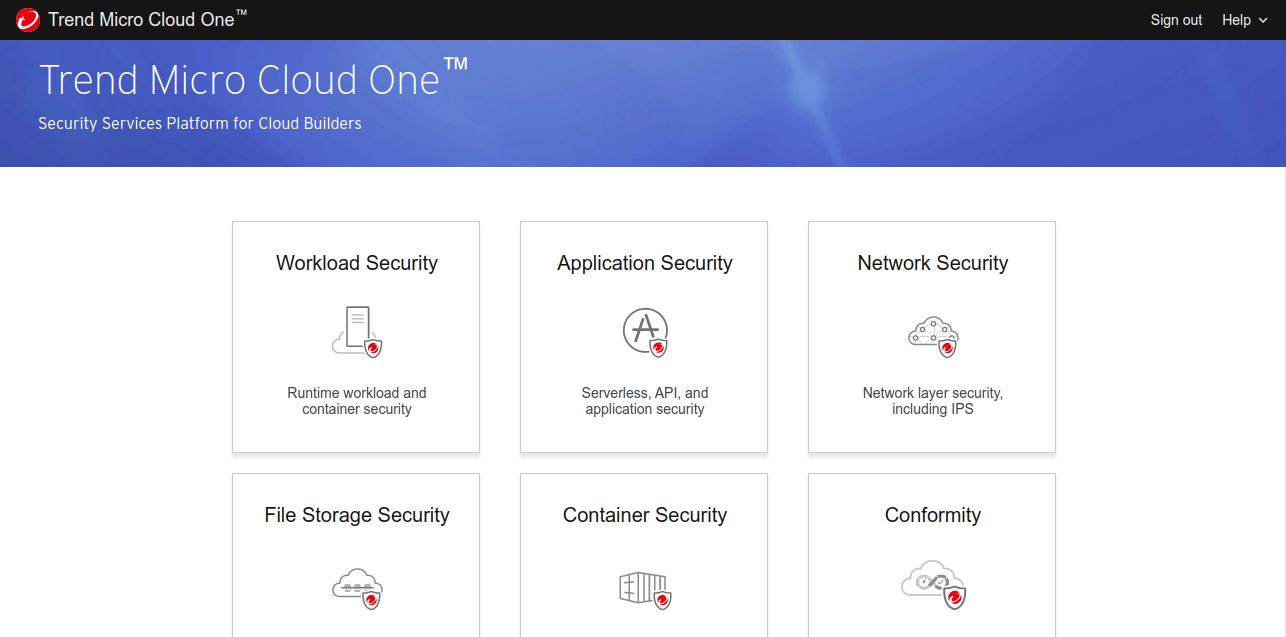 Trend Micro Cloud One™
Sign out
Help
Trend Micro Cloud One™
Security Services Platform for Cloud Builders
Workload Security
Runtime workload and
container security
Application Security
Serverless, API, and
application security
Network Security
Network layer security,
including IPS
File Storage Security
Container Security
Conformity